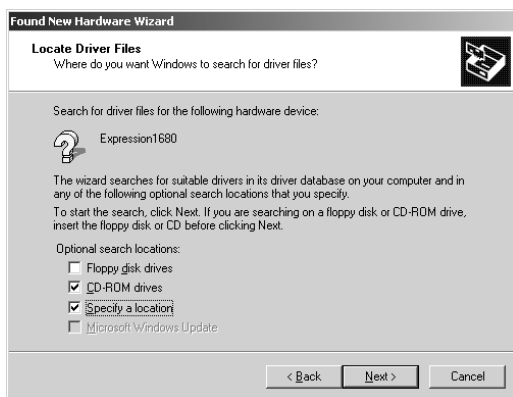 Found New Hardware Wizard
Locate Driver Files
Where do you want Windows to search for driver files?
Search for driver files for the following hardware device:
Expression1680
The wizard searches for suitable drivers in its driver database on your computer and in
any of the following optional search locations that you specify.
To start the search, click Next. If you are searching on a floppy disk or CD-ROM drive,
insert the floppy disk or CD before clicking Next.
Optional search locations:
Floppy disk drives
CD-ROM drives
Specify a location
Microsoft Windows Update
< Back Next > Cancel